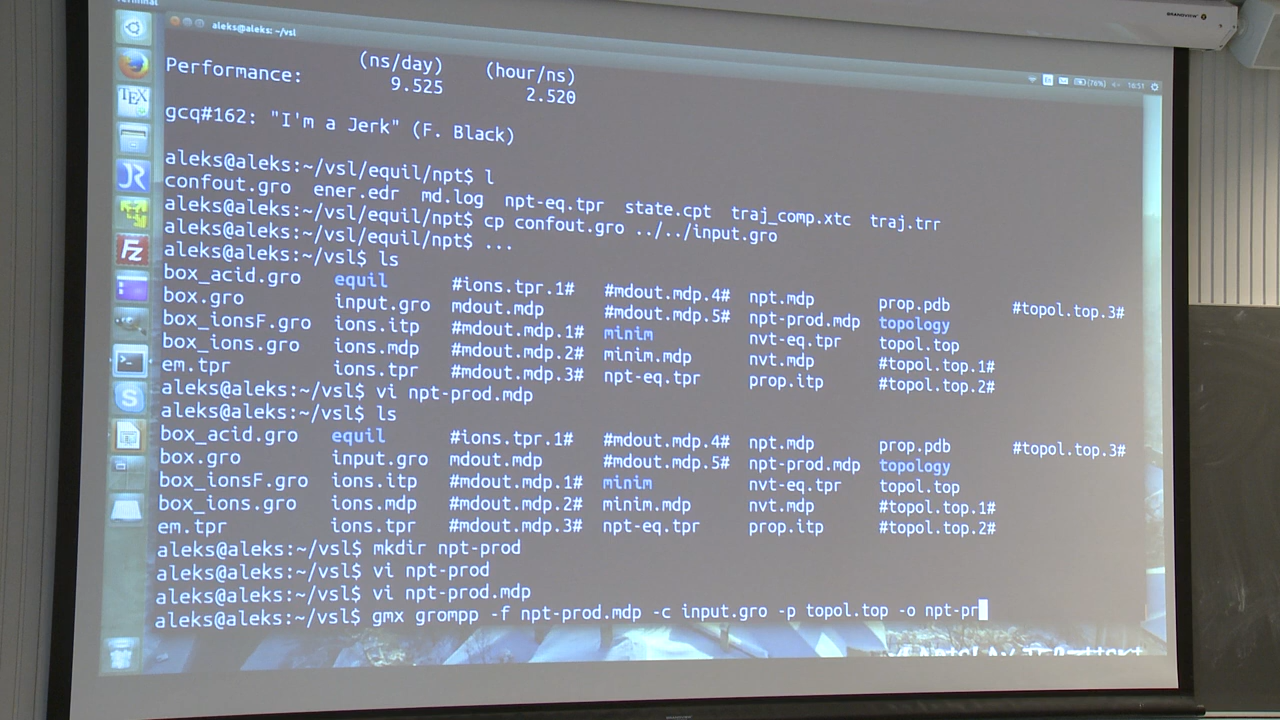 Terminal
aleks@aleks: ~/vsl
(76%) 16:51
GRANDVIEW
(ns/day) (hour/ns)
Performance: 9.525 2.520
gcq#162: "I'm a Jerk" (F. Black)
aleks@aleks:~/vsl/equil/npt$ l
confout.gro ener.edr md.log npt-eq.tpr state.cpt traj_comp.xtc traj.trr
aleks@aleks:~/vsl/equil/npt$ cp confout.gro ../../input.gro
aleks@aleks:~/vsl/equil/npt$ ...
aleks@aleks:~/vsl$ ls
box_acid.gro equil #ions.tpr.1# #mdout.mdp.4# npt.mdp prop.pdb #topol.top.3#
box.gro input.gro mdout.mdp #mdout.mdp.5# npt-prod.mdp topology
box_ionsF.gro ions.itp #mdout.mdp.1# minim nvt-eq.tpr topol.top
box_ions.gro ions.mdp #mdout.mdp.2# minim.mdp nvt.mdp #topol.top.1#
em.tpr ions.tpr #mdout.mdp.3# npt-eq.tpr prop.itp #topol.top.2#
aleks@aleks:~/vsl$ vi npt-prod.mdp
aleks@aleks:~/vsl$ ls
box_acid.gro equil #ions.tpr.1# #mdout.mdp.4# npt.mdp prop.pdb #topol.top.3#
box.gro input.gro mdout.mdp #mdout.mdp.5# npt-prod.mdp topology
box_ionsF.gro ions.itp #mdout.mdp.1# minim nvt-eq.tpr topol.top
box_ions.gro ions.mdp #mdout.mdp.2# minim.mdp nvt.mdp #topol.top.1#
em.tpr ions.tpr #mdout.mdp.3# npt-eq.tpr prop.itp #topol.top.2#
aleks@aleks:~/vsl$ mkdir npt-prod
aleks@aleks:~/vsl$ vi npt-prod
aleks@aleks:~/vsl$ vi npt-prod.mdp
aleks@aleks:~/vsl$ gmx grompp -f npt-prod.mdp -c input.gro -p topol.top -o npt-pr